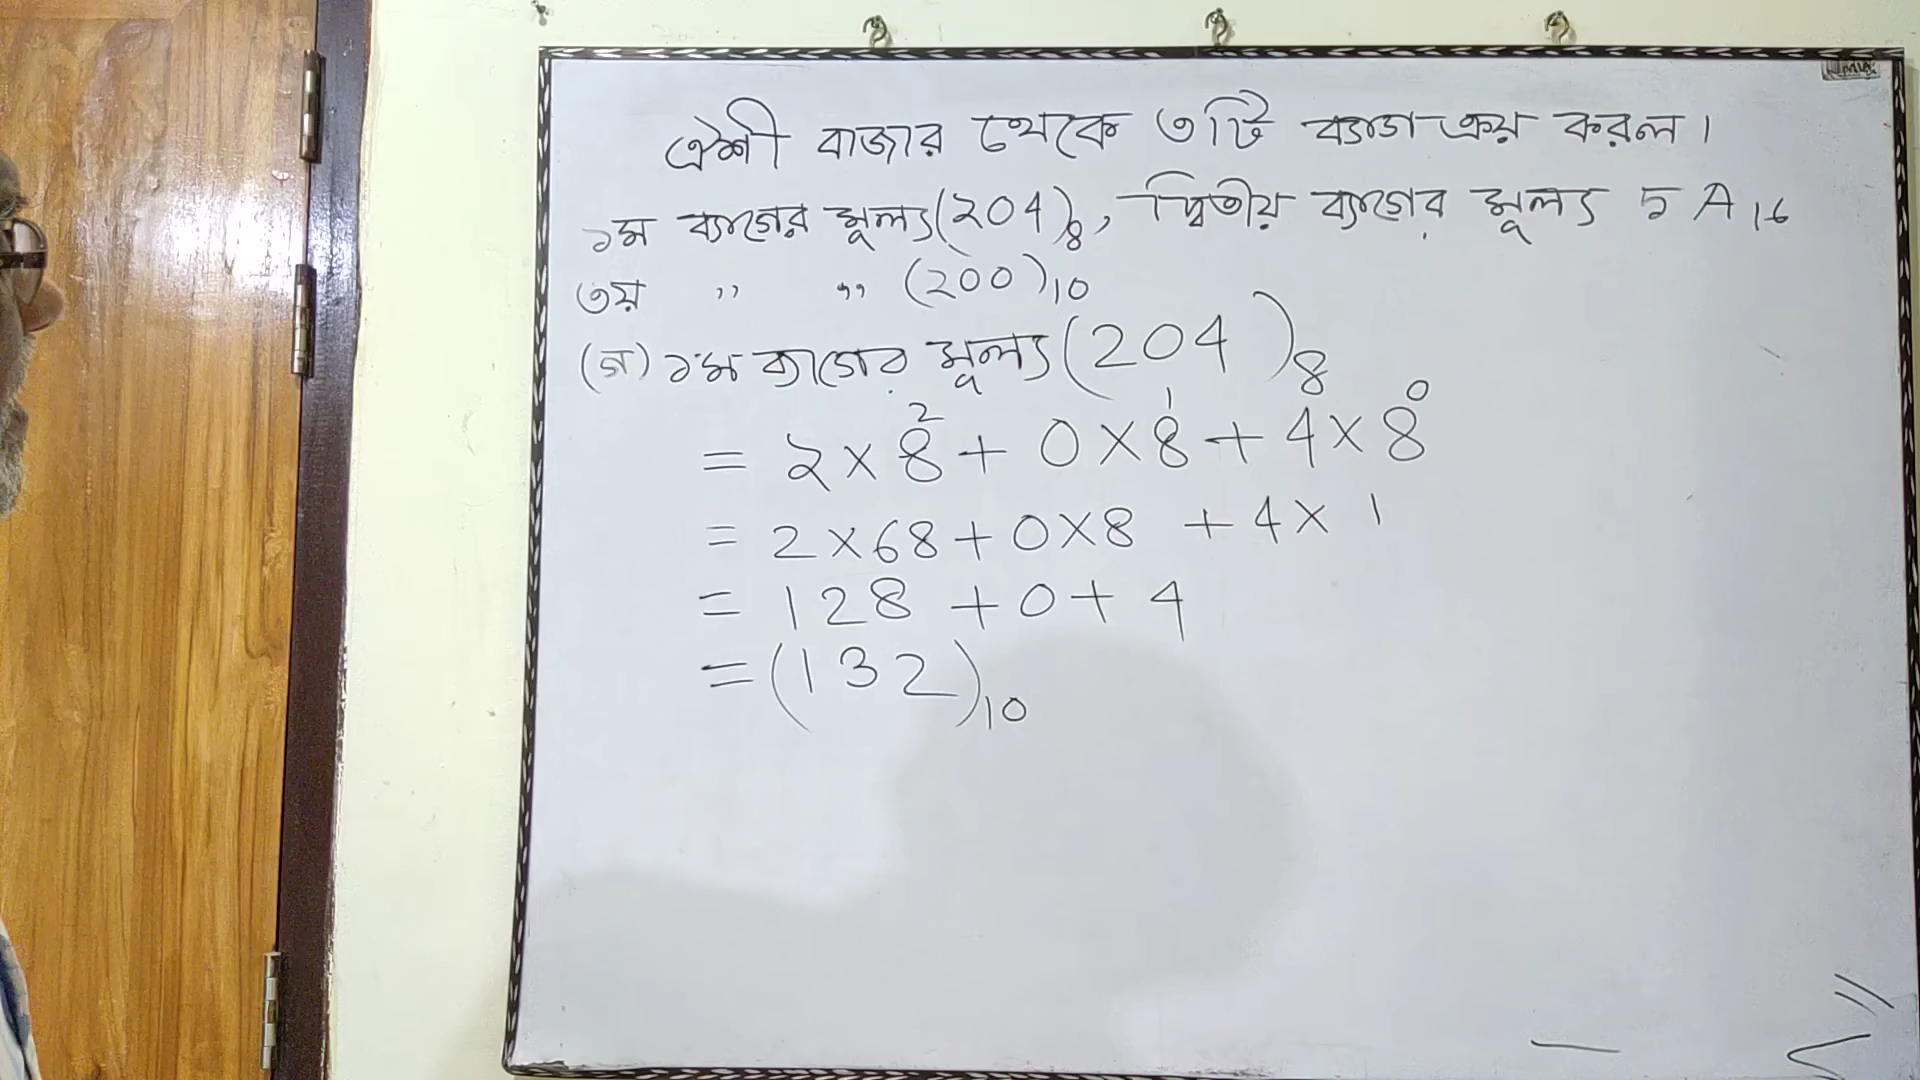 ঐশী বাজার থেকে ৩টি ব্যাগ ক্রয় করল।
১ম ব্যাগের মূল্য (204)₈, দ্বিতীয় ব্যাগের মূল্য 5A₁₆
৩য় ,, ,, (200)₁₀
(গ) ১ম ব্যাগের মূল্য (204)₈
= 2×8² + 0×8¹ + 4×8⁰
= 2×68 + 0×8 + 4×1
= 128 + 0 + 4
= (132)₁₀